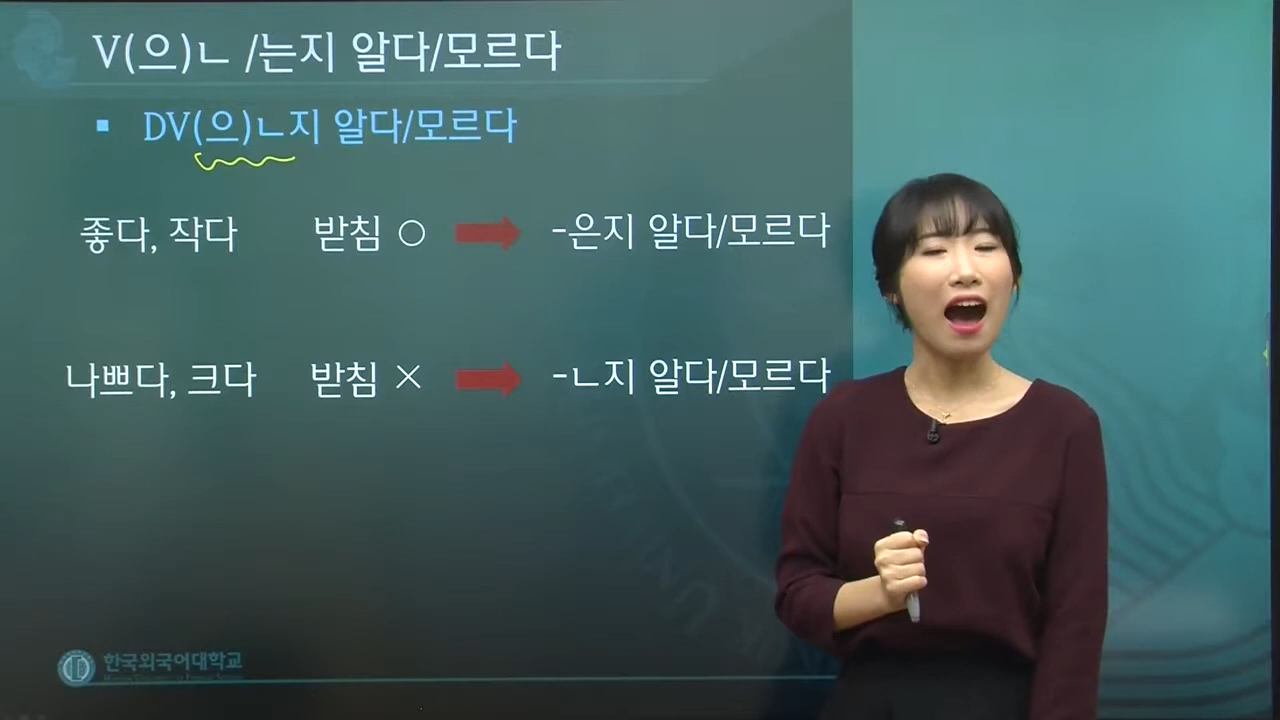 V(으)ㄴ /는지 알다/모르다
▪ DV(으)ㄴ지 알다/모르다
좋다, 작다 받침 ○ -은지 알다/모르다
나쁘다, 크다 받침 × -ㄴ지 알다/모르다
한국외국어대학교